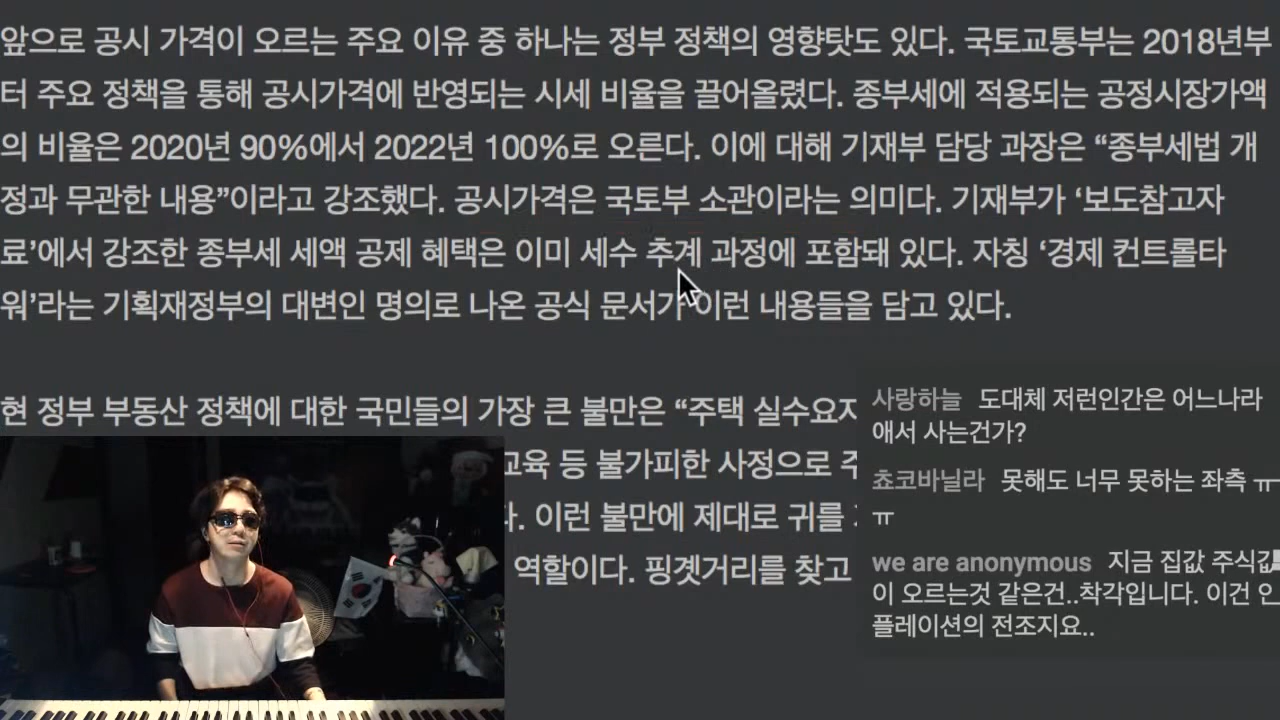 앞으로 공시 가격이 오르는 주요 이유 중 하나는 정부 정책의 영향탓도 있다. 국토교통부는 2018년부
터 주요 정책을 통해 공시가격에 반영되는 시세 비율을 끌어올렸다. 종부세에 적용되는 공정시장가액
의 비율은 2020년 90%에서 2022년 100%로 오른다. 이에 대해 기재부 담당 과장은 “종부세법 개
정과 무관한 내용”이라고 강조했다. 공시가격은 국토부 소관이라는 의미다. 기재부가 ‘보도참고자
료’에서 강조한 종부세 세액 공제 혜택은 이미 세수 추계 과정에 포함돼 있다. 자칭 ‘경제 컨트롤타
워’라는 기획재정부의 대변인 명의로 나온 공식 문서가 이런 내용들을 담고 있다.
현 정부 부동산 정책에 대한 국민들의 가장 큰 불만은 “주택 실수요자
교육 등 불가피한 사정으로 주
다. 이런 불만에 제대로 귀를
역할이다. 핑곗거리를 찾고
사랑하늘 도대체 저런인간은 어느나라
애서 사는건가?
쵸코바닐라 못해도 너무 못하는 좌측 ㅠ
ㅠ
we are anonymous 지금 집값 주식값
이 오르는것 같은건..착각입니다. 이건 인
플레이션의 전조지요..